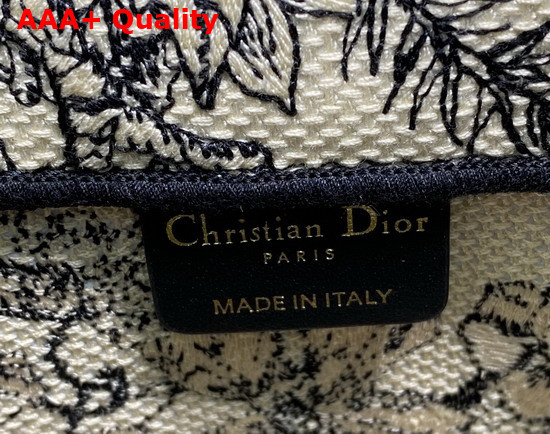 AAA+ Quality
Christian Dior
PARIS
MADE IN ITALY